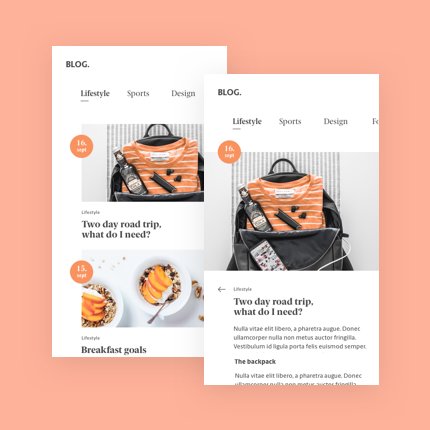 BLOG.
Lifestyle Sports Design
16.
sept
Lifestyle
Two day road trip,
what do I need?
15.
sept
Lifestyle
Breakfast goals
BLOG.
Lifestyle Sports Design Fo
16.
sept
Lifestyle
Two day road trip,
what do I need?
Nulla vitae elit libero, a pharetra augue. Donec
ullamcorper nulla non metus auctor fringilla.
Vestibulum id ligula porta felis euismod semper.
The backpack
Nulla vitae elit libero, a pharetra augue. Donec
ullamcorper nulla non metus auctor fringilla.